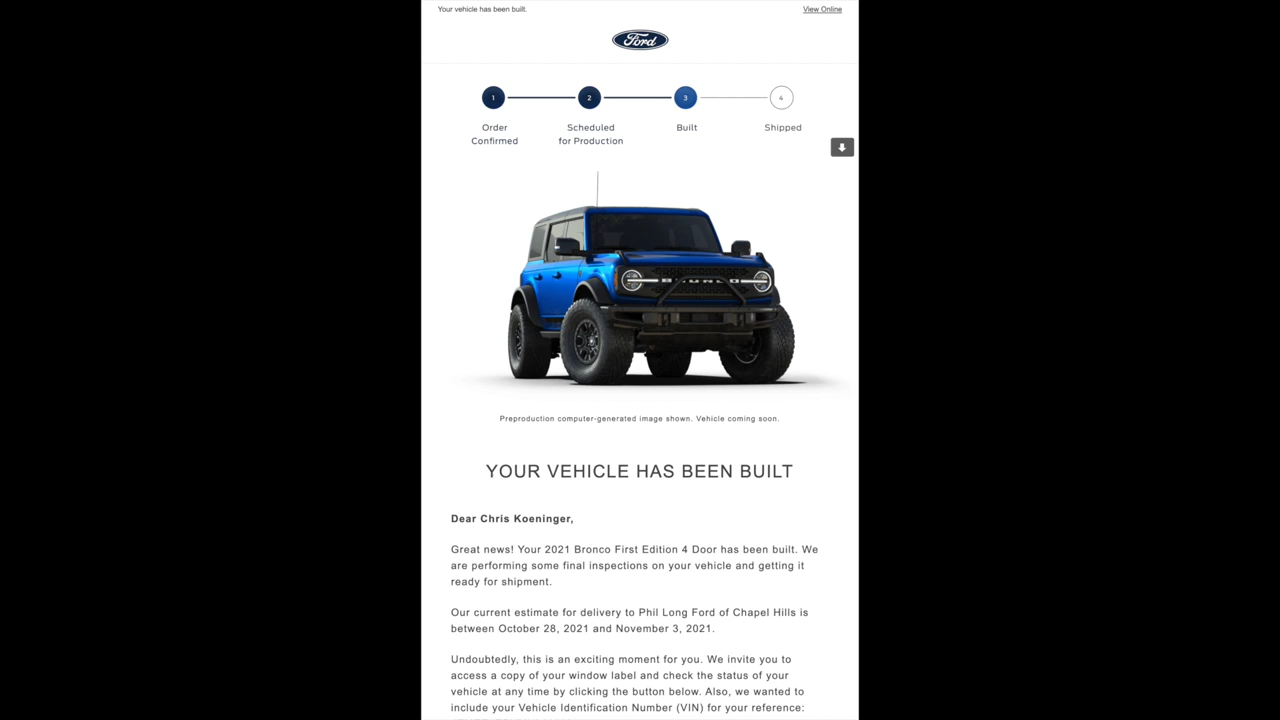 Your vehicle has been built.
View Online
Ford
1
2
3
4
Order
Confirmed
Scheduled
for Production
Built
Shipped
BRONCO
Preproduction computer-generated image shown. Vehicle coming soon.
YOUR VEHICLE HAS BEEN BUILT
Dear Chris Koeninger,
Great news! Your 2021 Bronco First Edition 4 Door has been built. We
are performing some final inspections on your vehicle and getting it
ready for shipment.
Our current estimate for delivery to Phil Long Ford of Chapel Hills is
between October 28, 2021 and November 3, 2021.
Undoubtedly, this is an exciting moment for you. We invite you to
access a copy of your window label and check the status of your
vehicle at any time by clicking the button below. Also, we wanted to
include your Vehicle Identification Number (VIN) for your reference: